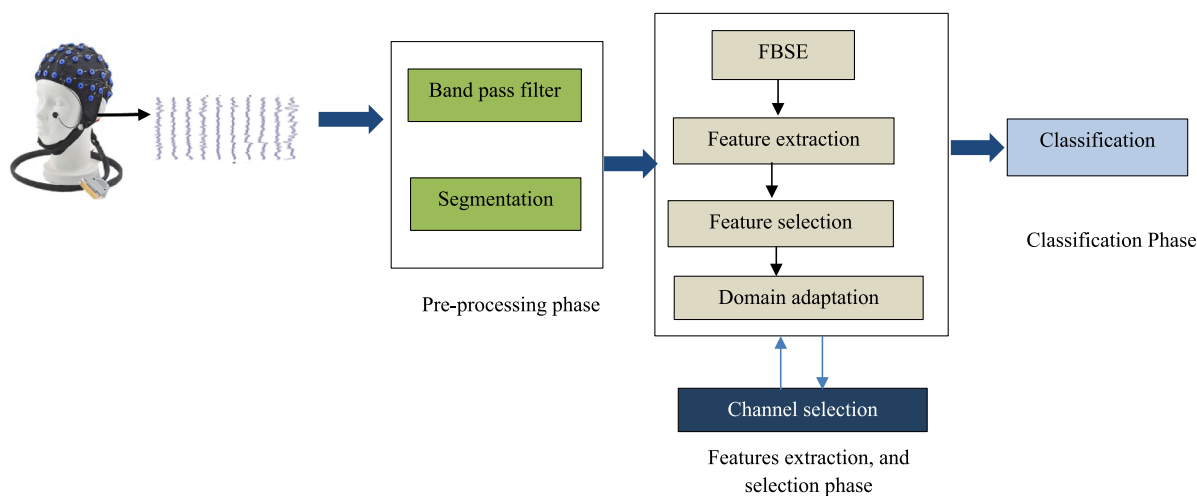 Band pass filter
Segmentation
Pre-processing phase
FBSE
Feature extraction
Feature selection
Domain adaptation
Channel selection
Features extraction, and
selection phase
Classification
Classification Phase